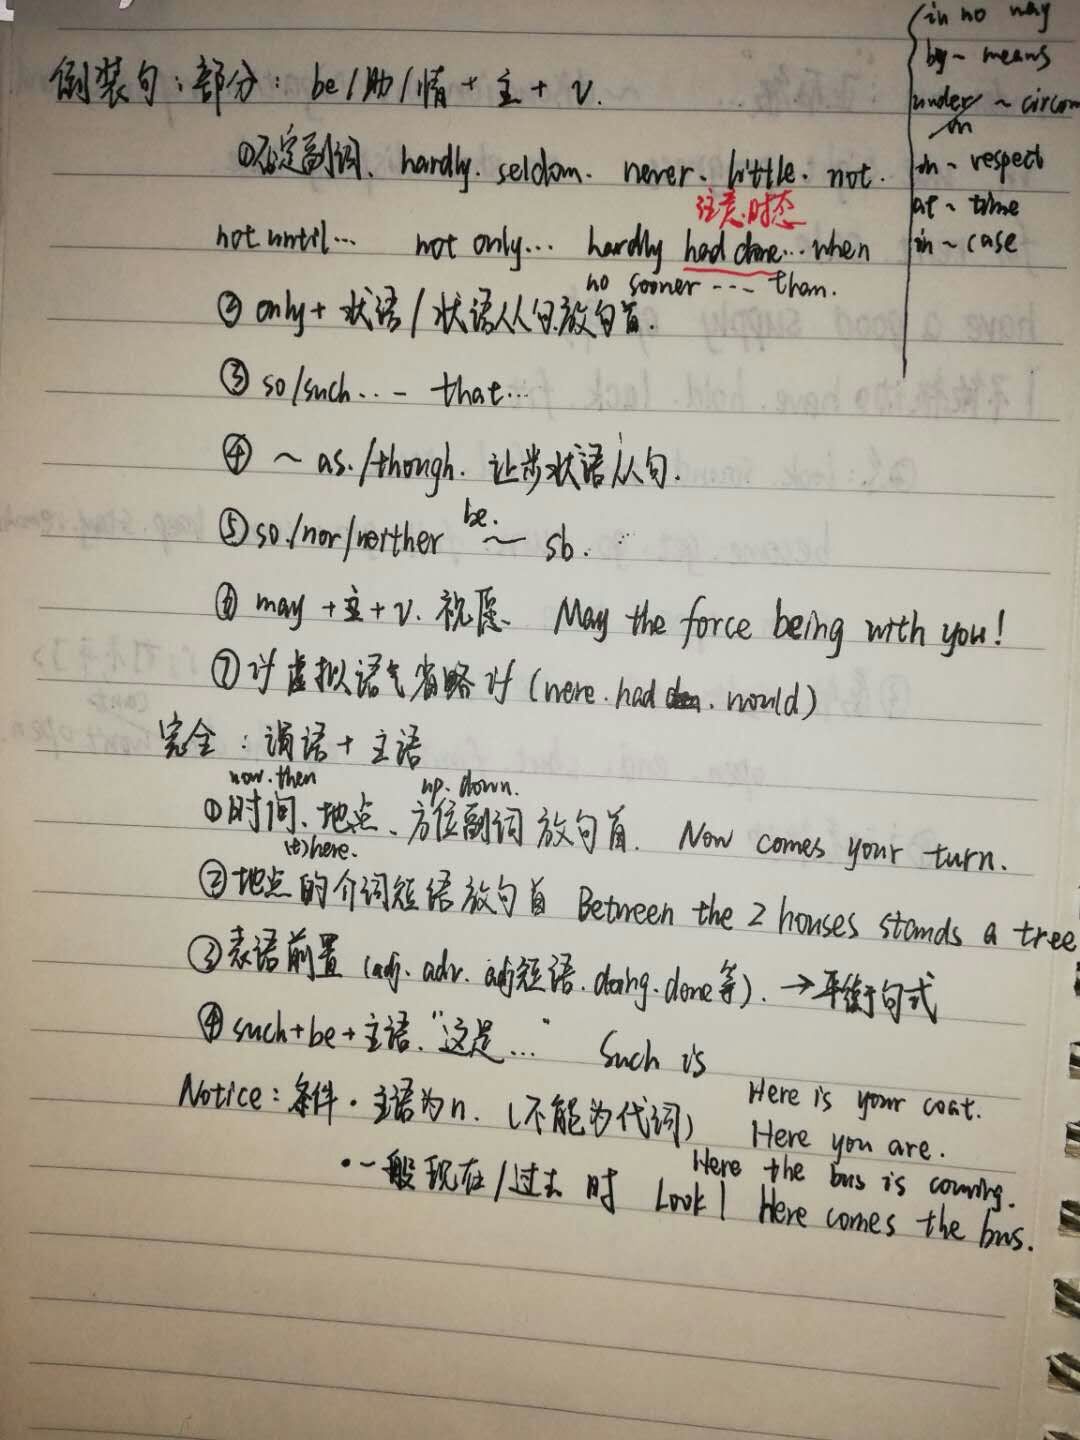 倒装句：部分：be/助/情 + 主 + v.
in no way
by ~ means
under ~ circom
in
in ~ respect
at ~ time
in ~ case
①否定副词、hardly. seldom. never. little. not.
注意时态
not until... not only... hardly had done...when
no sooner --- than.
② only + 状语/状语从句放句首.
③ so/such... - that...
④ ~ as./though. 让步状语从句.
be.
⑤ so./nor/neither ~ sb.
⑥ may + 主 + v. 祝愿 May the force being with you!
⑦ if 虚拟语气省略 if (were. had. would)
完全：谓语 + 主语
now.then up. down.
①时间、地点、方位副词放句首. Now comes your turn.
(t)here.
②地点的介词短语放句首 Between the 2 houses stands a tree
③表语前置 (adj. adv. adj短语. doing. done等). →平衡句式
④such+be+主语."这是..." Such is
Notice：条件·主语为n. (不能为代词) Here is your coat.
Here you are.
·一般现在/过去时 Here the bus is coming.
Look! Here comes the bus.